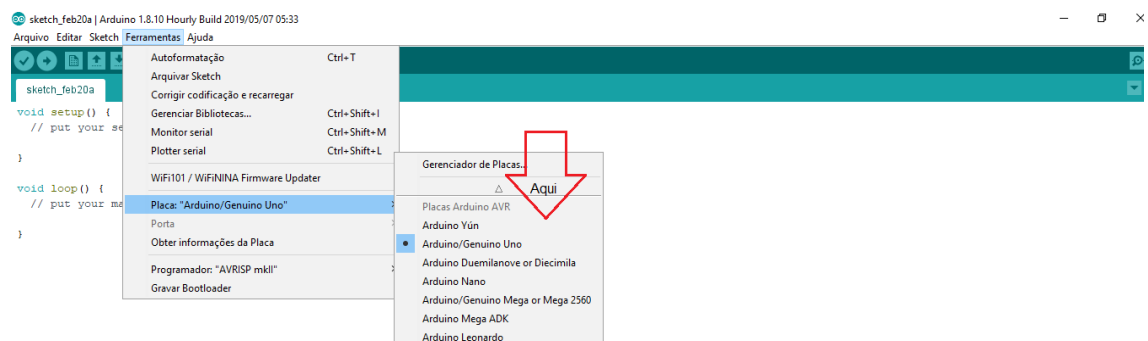 sketch_feb20a | Arduino 1.8.10 Hourly Build 2019/05/07 05:33
Arquivo Editar Sketch Ferramentas Ajuda
sketch_feb20a
void setup() {
// put your se
}
void loop() {
// put your ma
}
Autoformatação Ctrl+T
Arquivar Sketch
Corrigir codificação e recarregar
Gerenciar Bibliotecas... Ctrl+Shift+I
Monitor serial Ctrl+Shift+M
Plotter serial Ctrl+Shift+L
WiFi101 / WiFiNINA Firmware Updater
Placa: "Arduino/Genuino Uno"
Porta
Obter informações da Placa
Programador: "AVRISP mkII"
Gravar Bootloader
Gerenciador de Placas...
Aqui
Placas Arduino AVR
Arduino Yún
Arduino/Genuino Uno
Arduino Duemilanove or Diecimila
Arduino Nano
Arduino/Genuino Mega or Mega 2560
Arduino Mega ADK
Arduino Leonardo